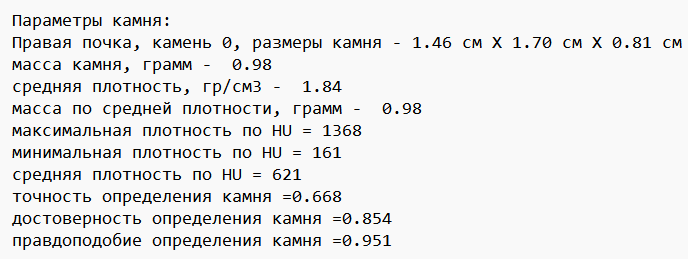 Параметры камня:
Правая почка, камень 0, размеры камня - 1.46 см X 1.70 см X 0.81 см
масса камня, грамм -  0.98
средняя плотность, гр/см3 -  1.84
масса по средней плотности, грамм -  0.98
максимальная плотность по HU = 1368
минимальная плотность по HU = 161
средняя плотность по HU = 621
точность определения камня =0.668
достоверность определения камня =0.854
правдоподобие определения камня =0.951